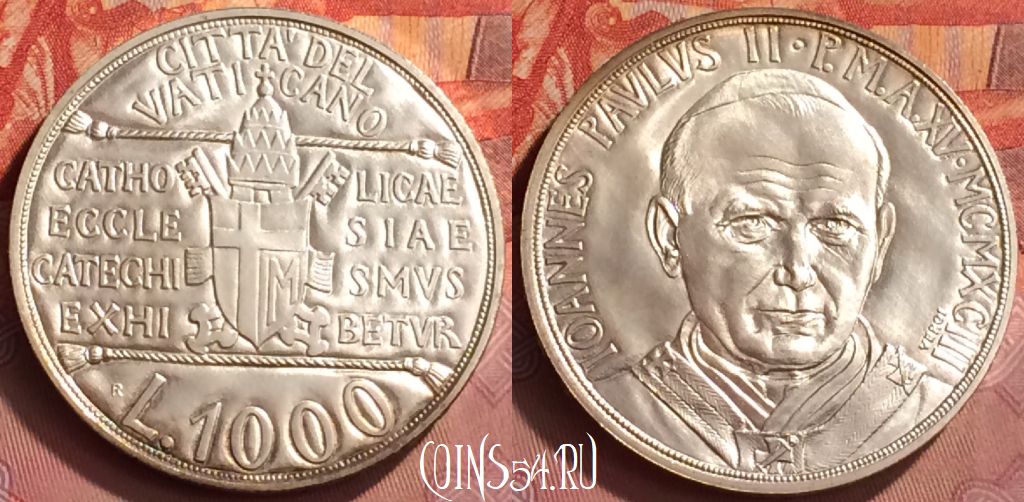 CITTA' DEL
VATICANO
CATHO LICAE
ECCLE SIAE
CATECHI SMVS
EXHI BETVR
M
R
L.1000
IOANNES PAVLVS II · P.M.A.XV · MCMXCIII
COINS54.RU